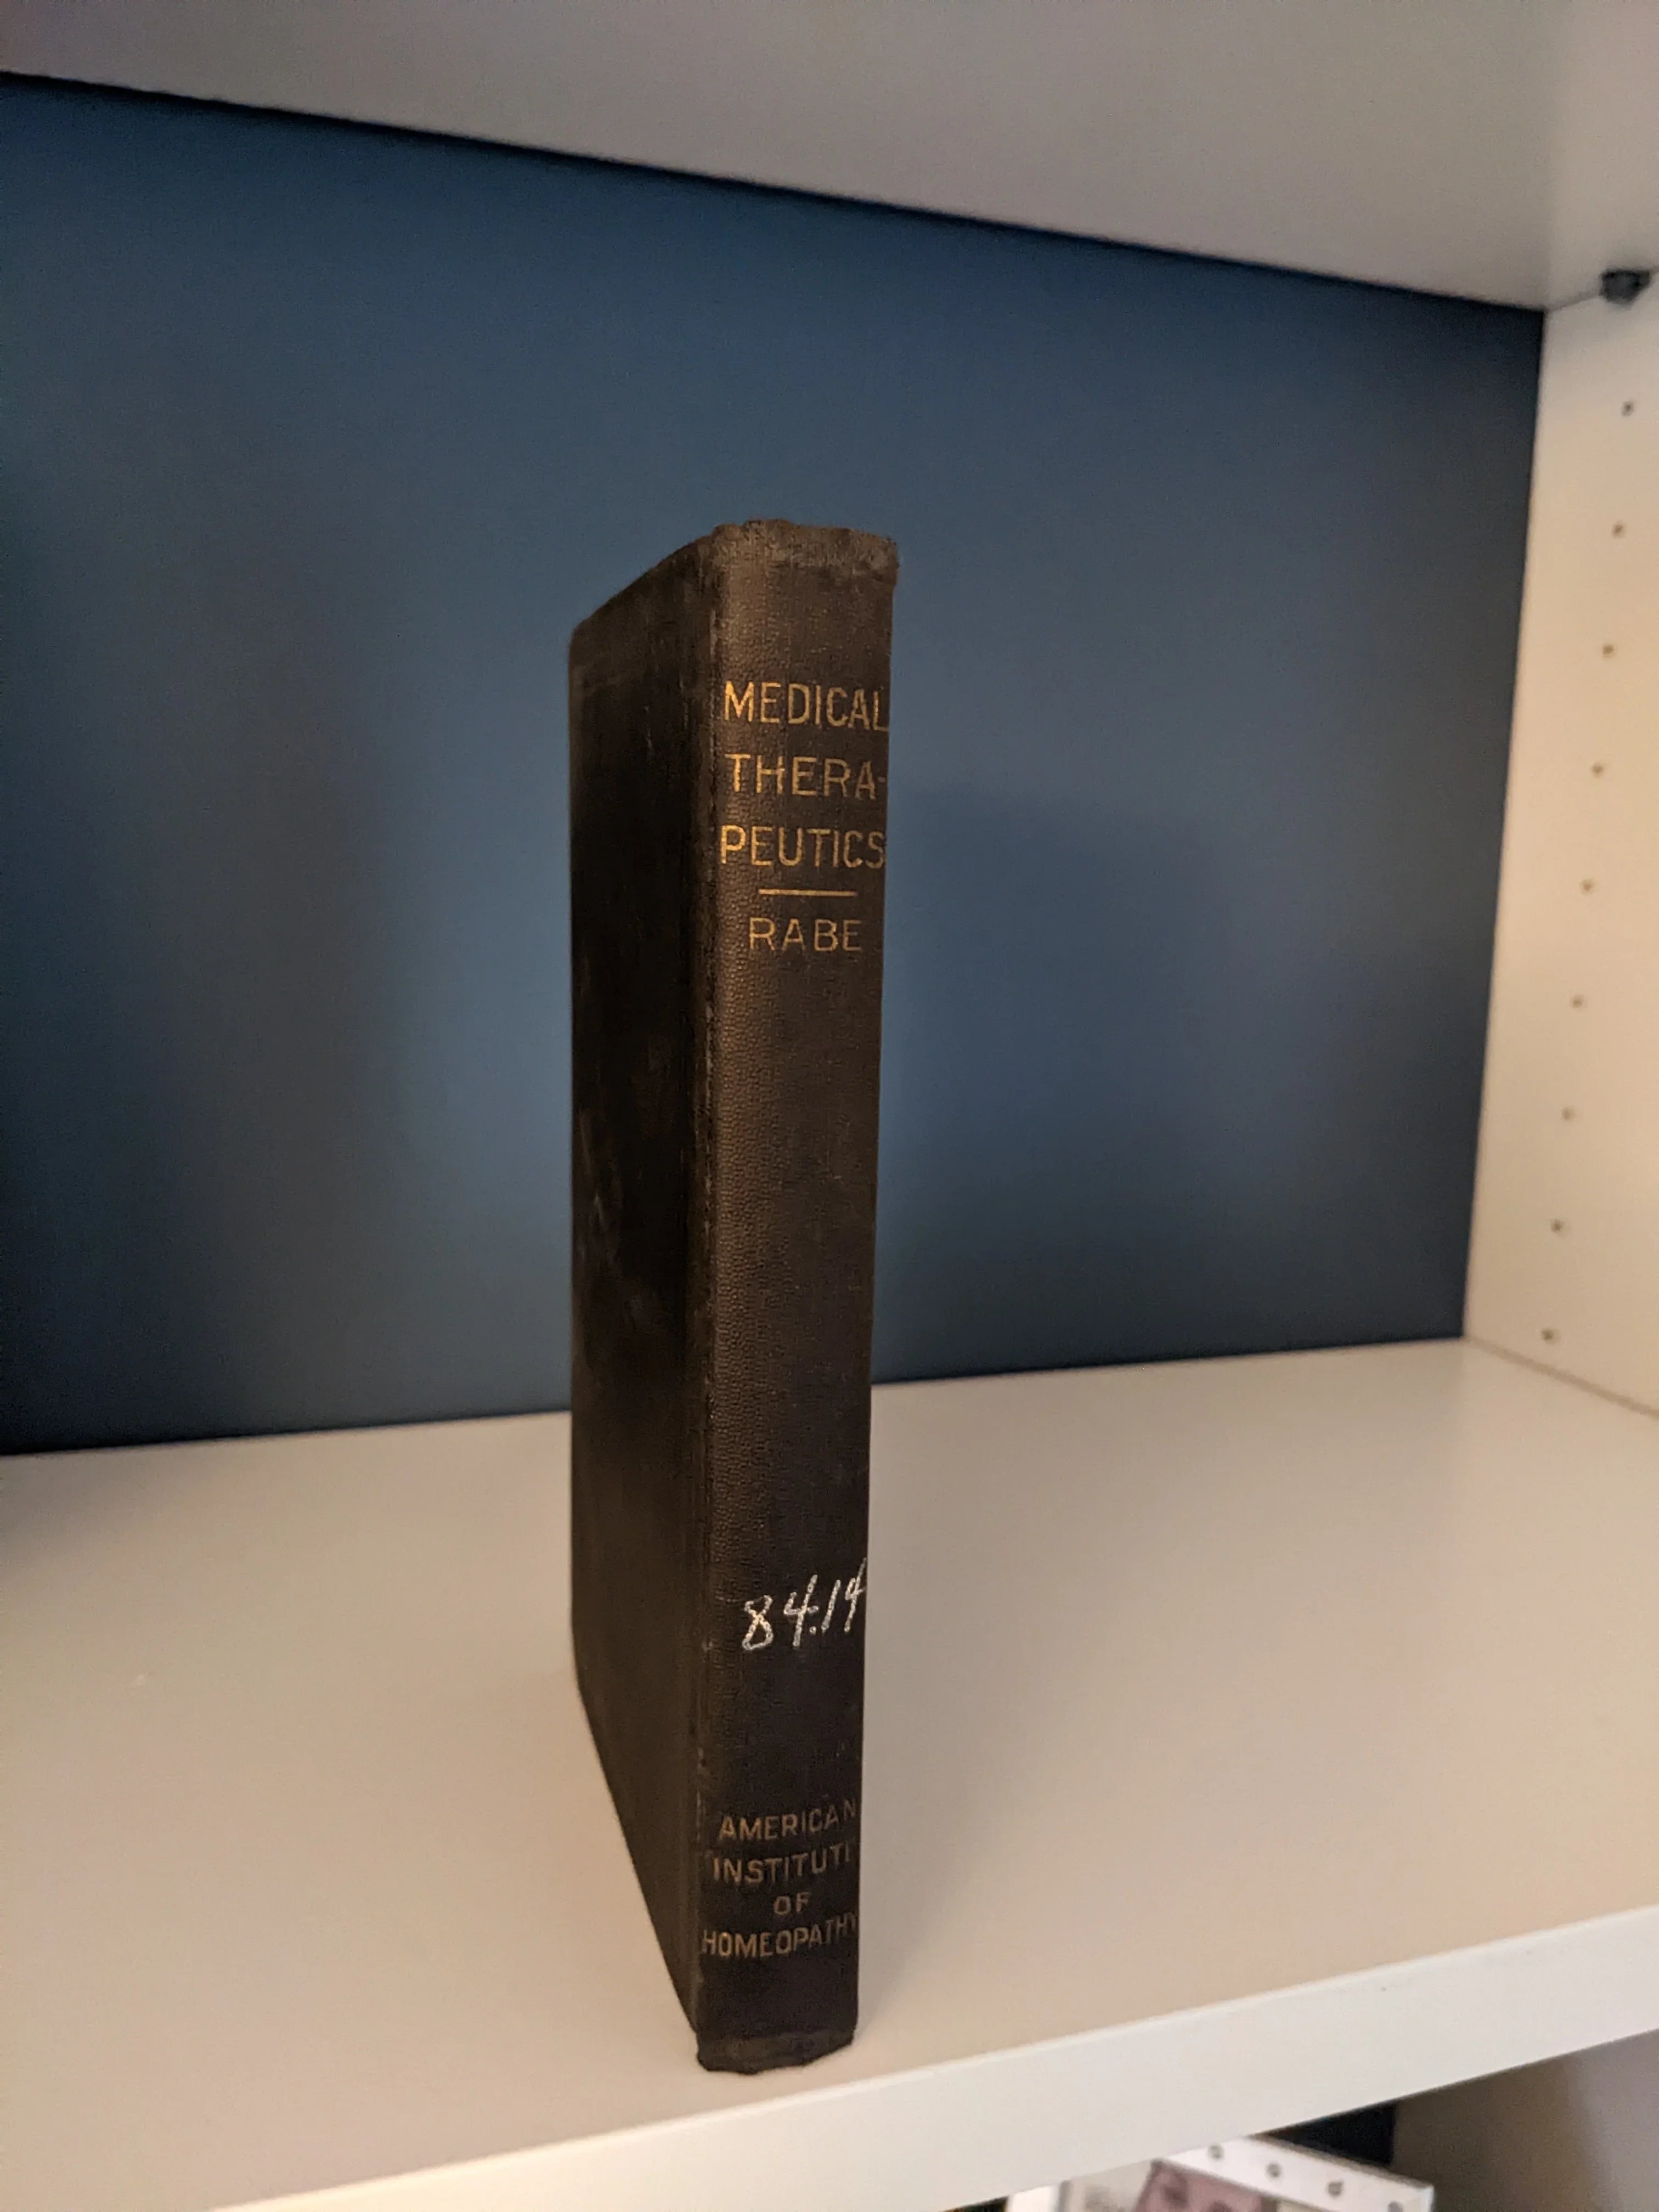 MEDICAL
THERA-
PEUTICS
RABE
84.14
AMERICAN
INSTITUTE
OF
HOMEOPATHY